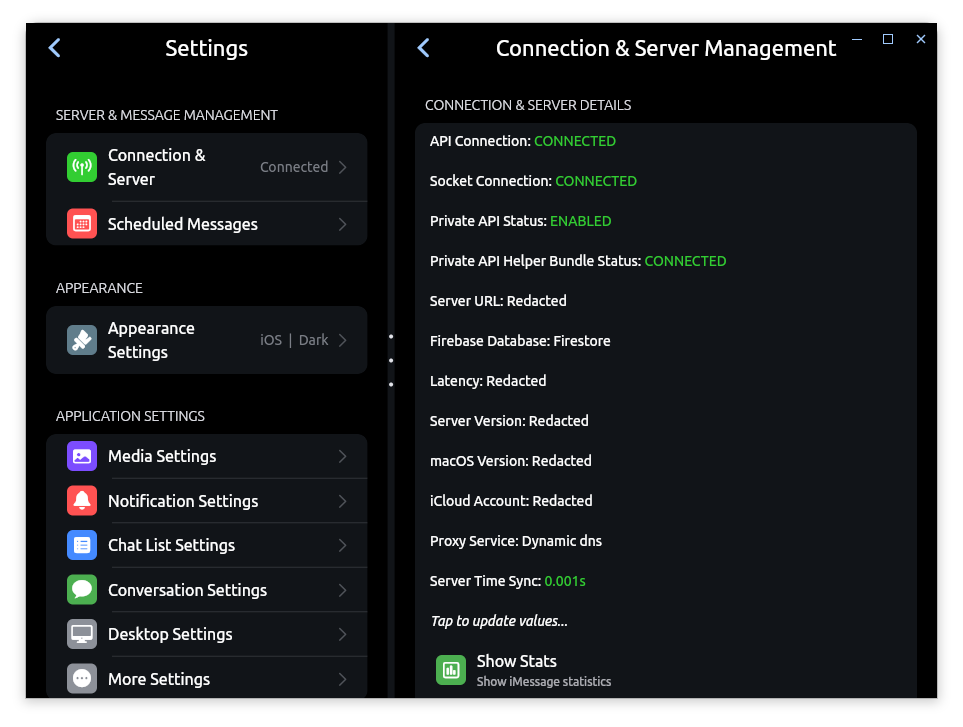 Settings
SERVER & MESSAGE MANAGEMENT
Connection &
Server
Connected
Scheduled Messages
APPEARANCE
Appearance
Settings
iOS | Dark
APPLICATION SETTINGS
Media Settings
Notification Settings
Chat List Settings
Conversation Settings
Desktop Settings
More Settings
Connection & Server Management
CONNECTION & SERVER DETAILS
API Connection: CONNECTED
Socket Connection: CONNECTED
Private API Status: ENABLED
Private API Helper Bundle Status: CONNECTED
Server URL: Redacted
Firebase Database: Firestore
Latency: Redacted
Server Version: Redacted
macOS Version: Redacted
iCloud Account: Redacted
Proxy Service: Dynamic dns
Server Time Sync: 0.001s
Tap to update values...
Show Stats
Show iMessage statistics